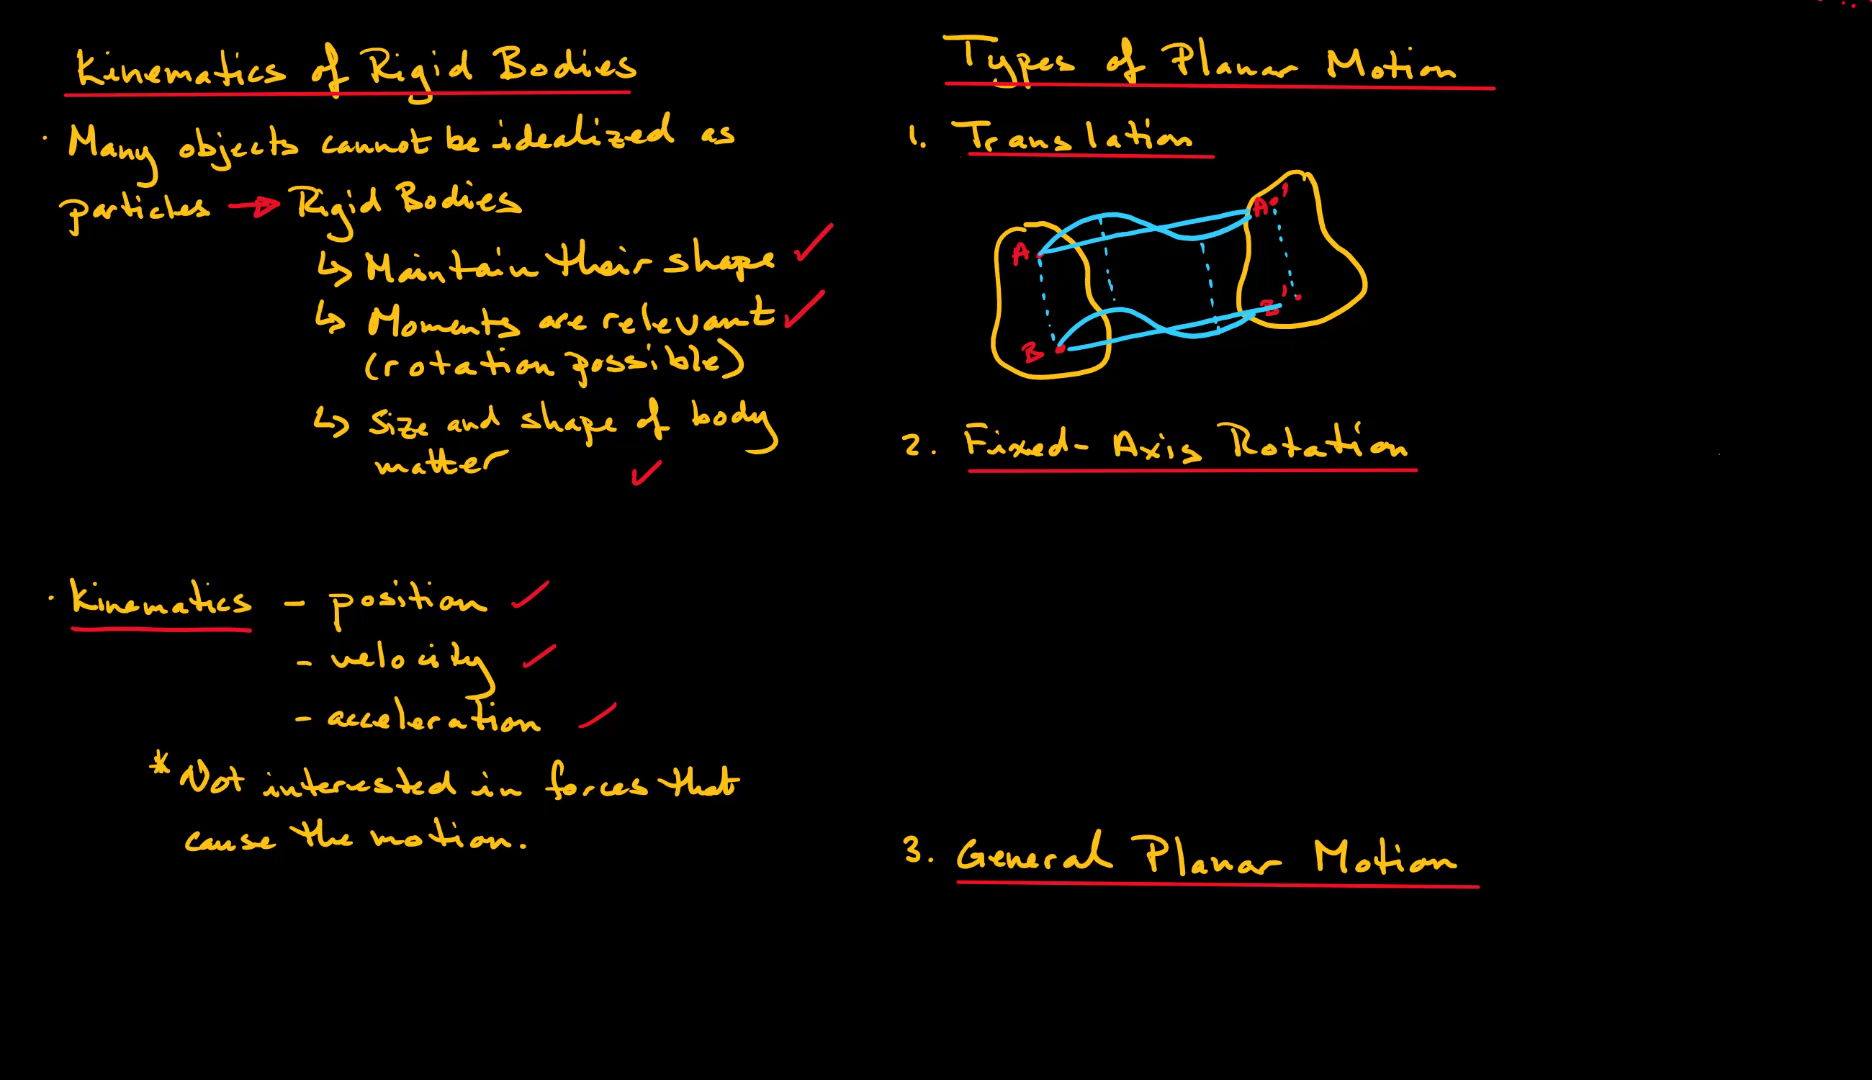 Kinematics of Rigid Bodies
· Many objects cannot be idealized as
particles → Rigid Bodies
↳ Maintain their shape ✓
↳ Moments are relevant ✓
(rotation possible)
↳ Size and shape of body
matter ✓
· Kinematics - position ✓
- velocity ✓
- acceleration ✓
* Not interested in forces that
cause the motion.
Types of Planar Motion
1. Translation
A A'
B
2. Fixed-Axis Rotation
3. General Planar Motion